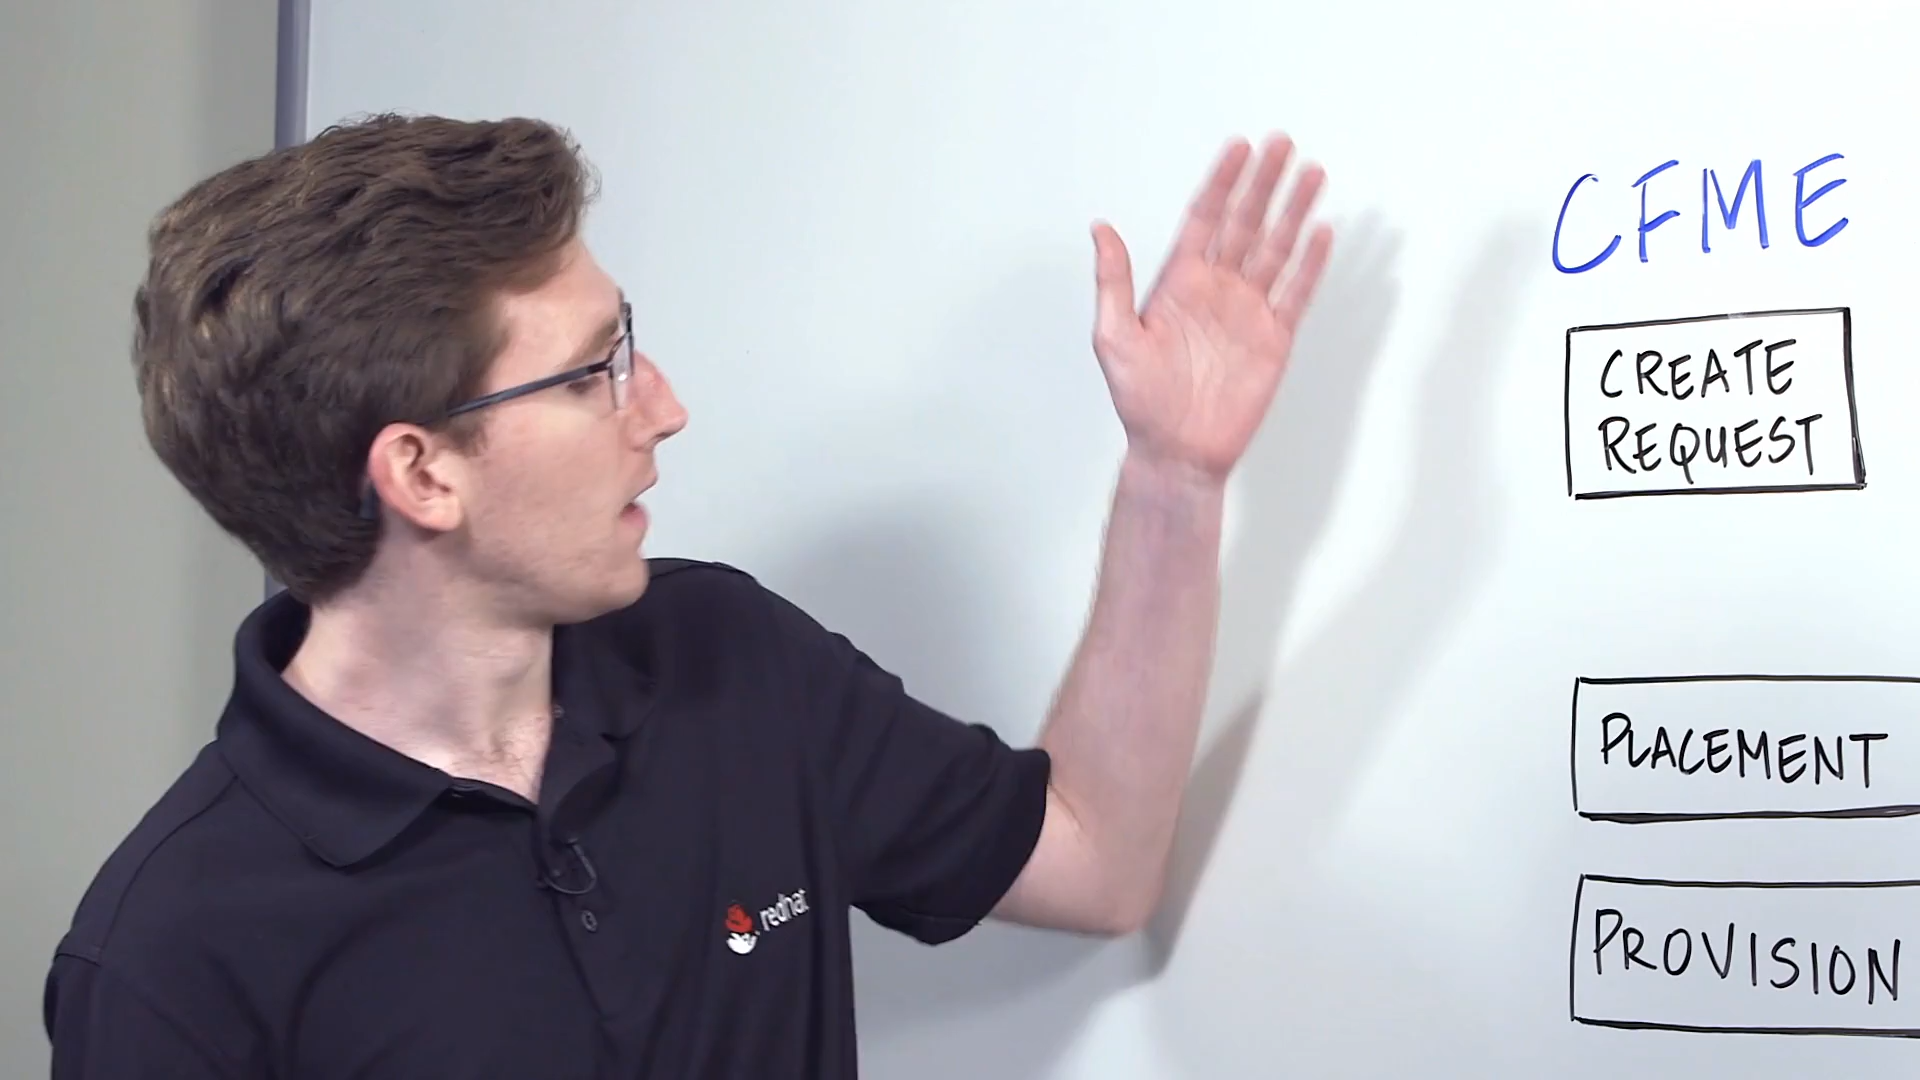 CFME
CREATE
REQUEST
PLACEMENT
PROVISION
redhat